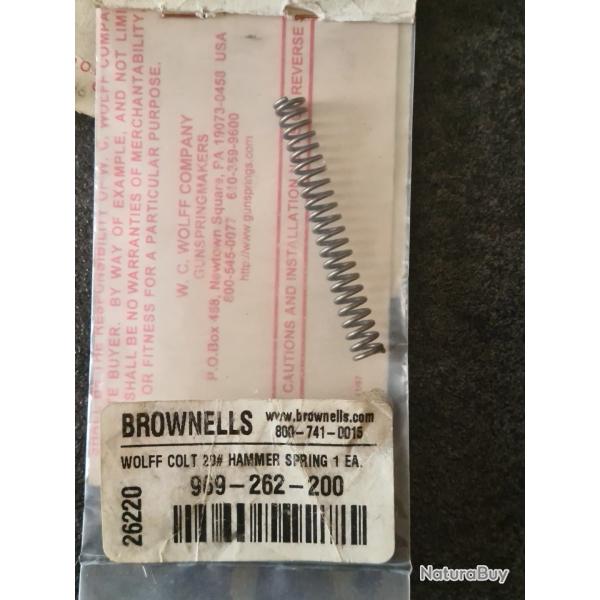 BROWNELLS www.brownells.com
800-741-0015
WOLFF COLT 20# HAMMER SPRING 1 EA.
969-262-200
26220
THE RESPONSIBILITY OF W. C. WOLFF COMPA
E BUYER. BY WAY OF EXAMPLE, AND NOT LIM
SHALL BE NO WARRANTIES OF MERCHANTABILITY
OR FITNESS FOR A PARTICULAR PURPOSE.
W. C. WOLFF COMPANY
GUNSPRINGMAKERS
P.O.Box 458, Newtown Square, PA 19073-0458 USA
800-545-0077 610-359-9600
http://www.gunsprings.com
CAUTIONS AND INSTALLATION REVERSE S
NaturaBuy